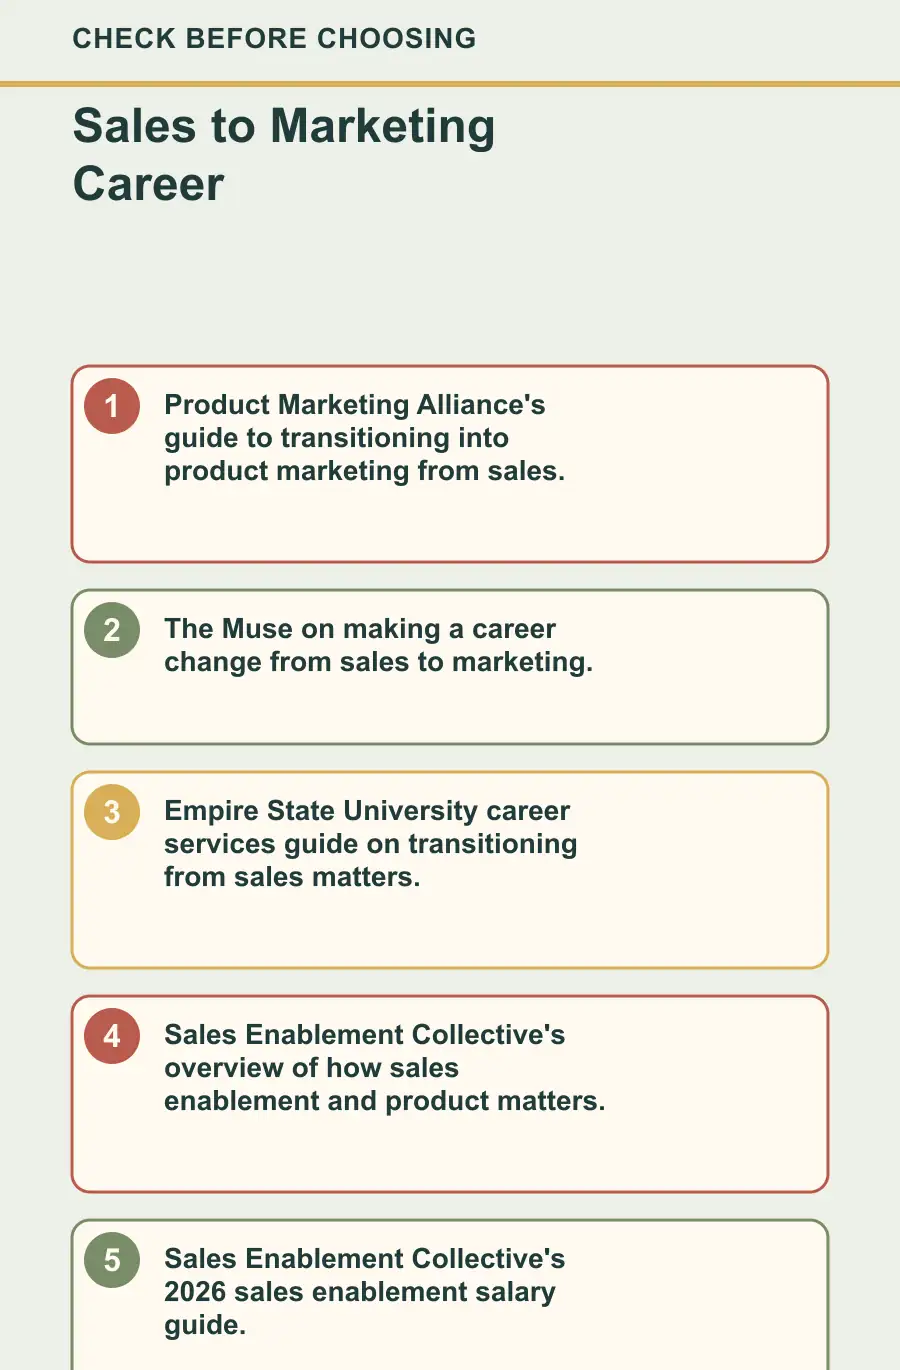 CHECK BEFORE CHOOSING
Sales to Marketing
Career
1
Product Marketing Alliance's
guide to transitioning into
product marketing from sales.
2
The Muse on making a career
change from sales to marketing.
3
Empire State University career
services guide on transitioning
from sales matters.
4
Sales Enablement Collective's
overview of how sales
enablement and product matters.
5
Sales Enablement Collective's
2026 sales enablement salary
guide.